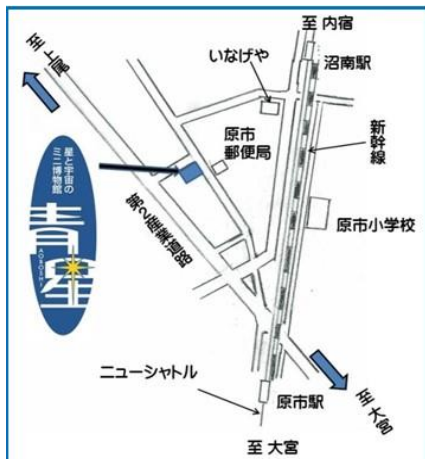 至 内宿
至上尾
沼南駅
いなげや
新幹線
原市
郵便局
星と宇宙の
ミニ博物館
青星
AOBOSHI
第2産業道路
原市小学校
ニューシャトル
原市駅
至大宮
至 大宮